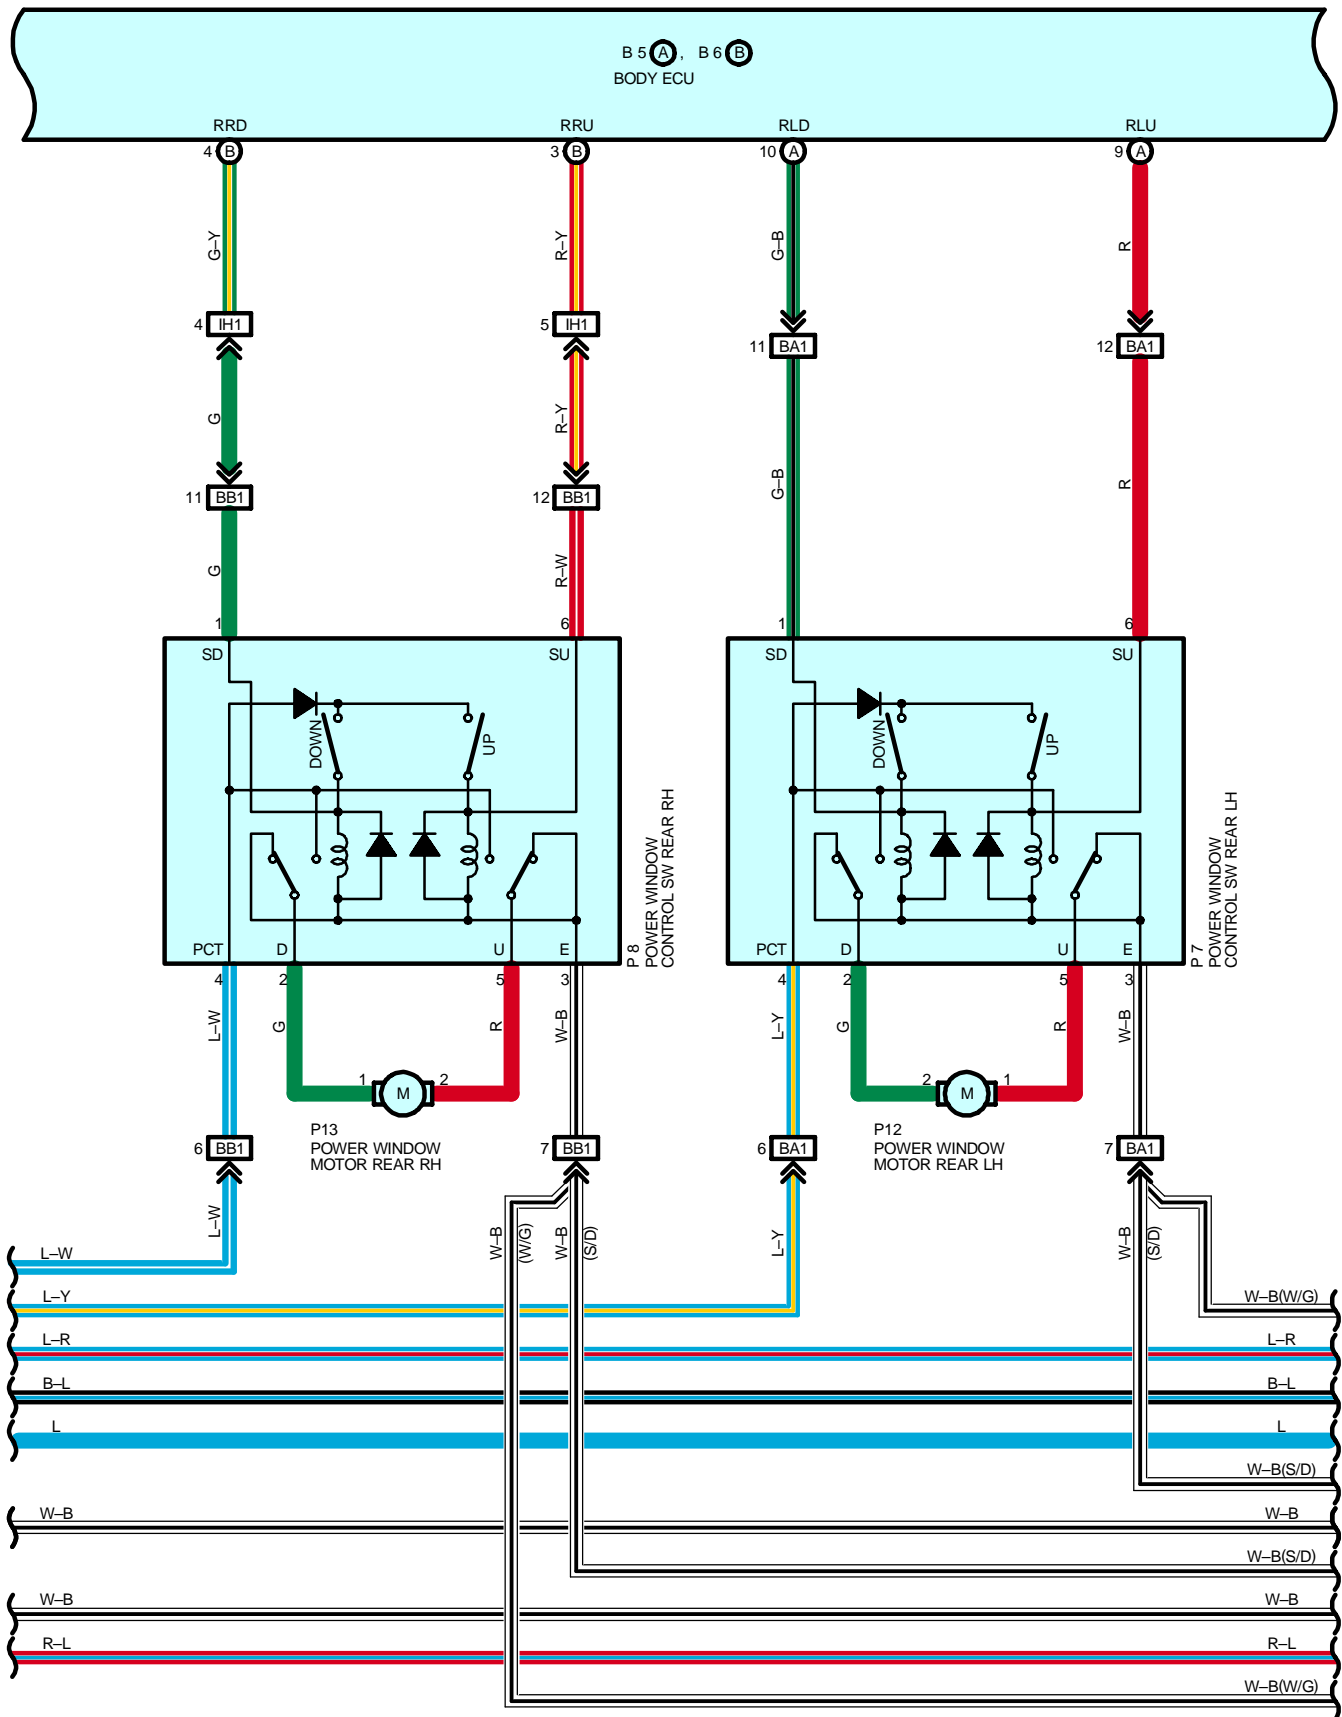 B 5 A , B 6 B
BODY ECU
RRD RRU RLD RLU
4 B 3 B 10 A 9 A
G–Y R–Y G–B R
4 IH1 5 IH1 11 BA1 12 BA1
G R–Y
11 BB1 12 BB1 G–B R
G R–W
1 6 1 6
SD SU SD SU
DOWN UP DOWN UP
PCT D U E PCT D U E
P 8
POWER WINDOW
CONTROL SW REAR RH
P 7
POWER WINDOW
CONTROL SW REAR LH
4 2 5 3 4 2 5 3
L–W G R W–B L–Y G R W–B
1 M 2 2 M 1
P13
POWER WINDOW
MOTOR REAR RH
P12
POWER WINDOW
MOTOR REAR LH
6 BB1 7 BB1 6 BA1 7 BA1
L–W W–B (W/G) W–B (S/D) L–Y W–B (S/D)
L–W
L–Y W–B(W/G)
L–R L–R
B–L B–L
L L
W–B(S/D)
W–B W–B
W–B(S/D)
W–B W–B
R–L R–L
W–B(W/G)